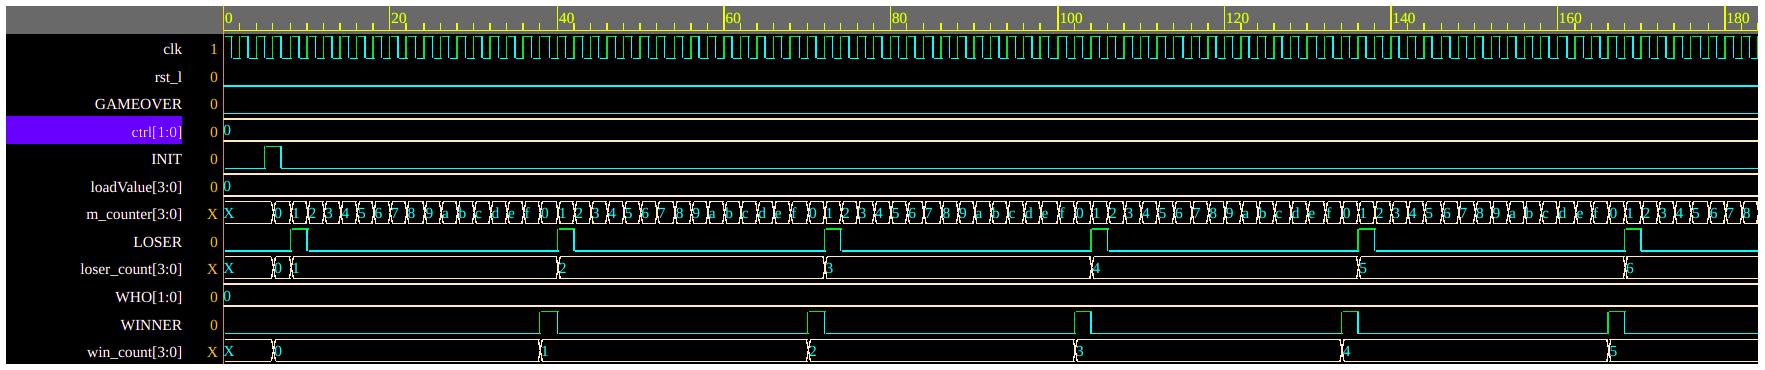 0 20 40 60 80 100 120 140 160 180
clk 1
rst_l 0
GAMEOVER 0
ctrl[1:0] 0 0
INIT 0
loadValue[3:0] 0 0
m_counter[3:0] X X 0 1 2 3 4 5 6 7 8 9 a b c d e f 0 1 2 3 4 5 6 7 8 9 a b c d e f 0 1 2 3 4 5 6 7 8 9 a b c d e f 0 1 2 3 4 5 6 7 8 9 a b c d e f 0 1 2 3 4 5 6 7 8 9 a b c d e f 0 1 2 3 4 5 6 7 8
LOSER 0
loser_count[3:0] X X 0 1 2 3 4 5 6
WHO[1:0] 0 0
WINNER 0
win_count[3:0] X X 0 1 2 3 4 5